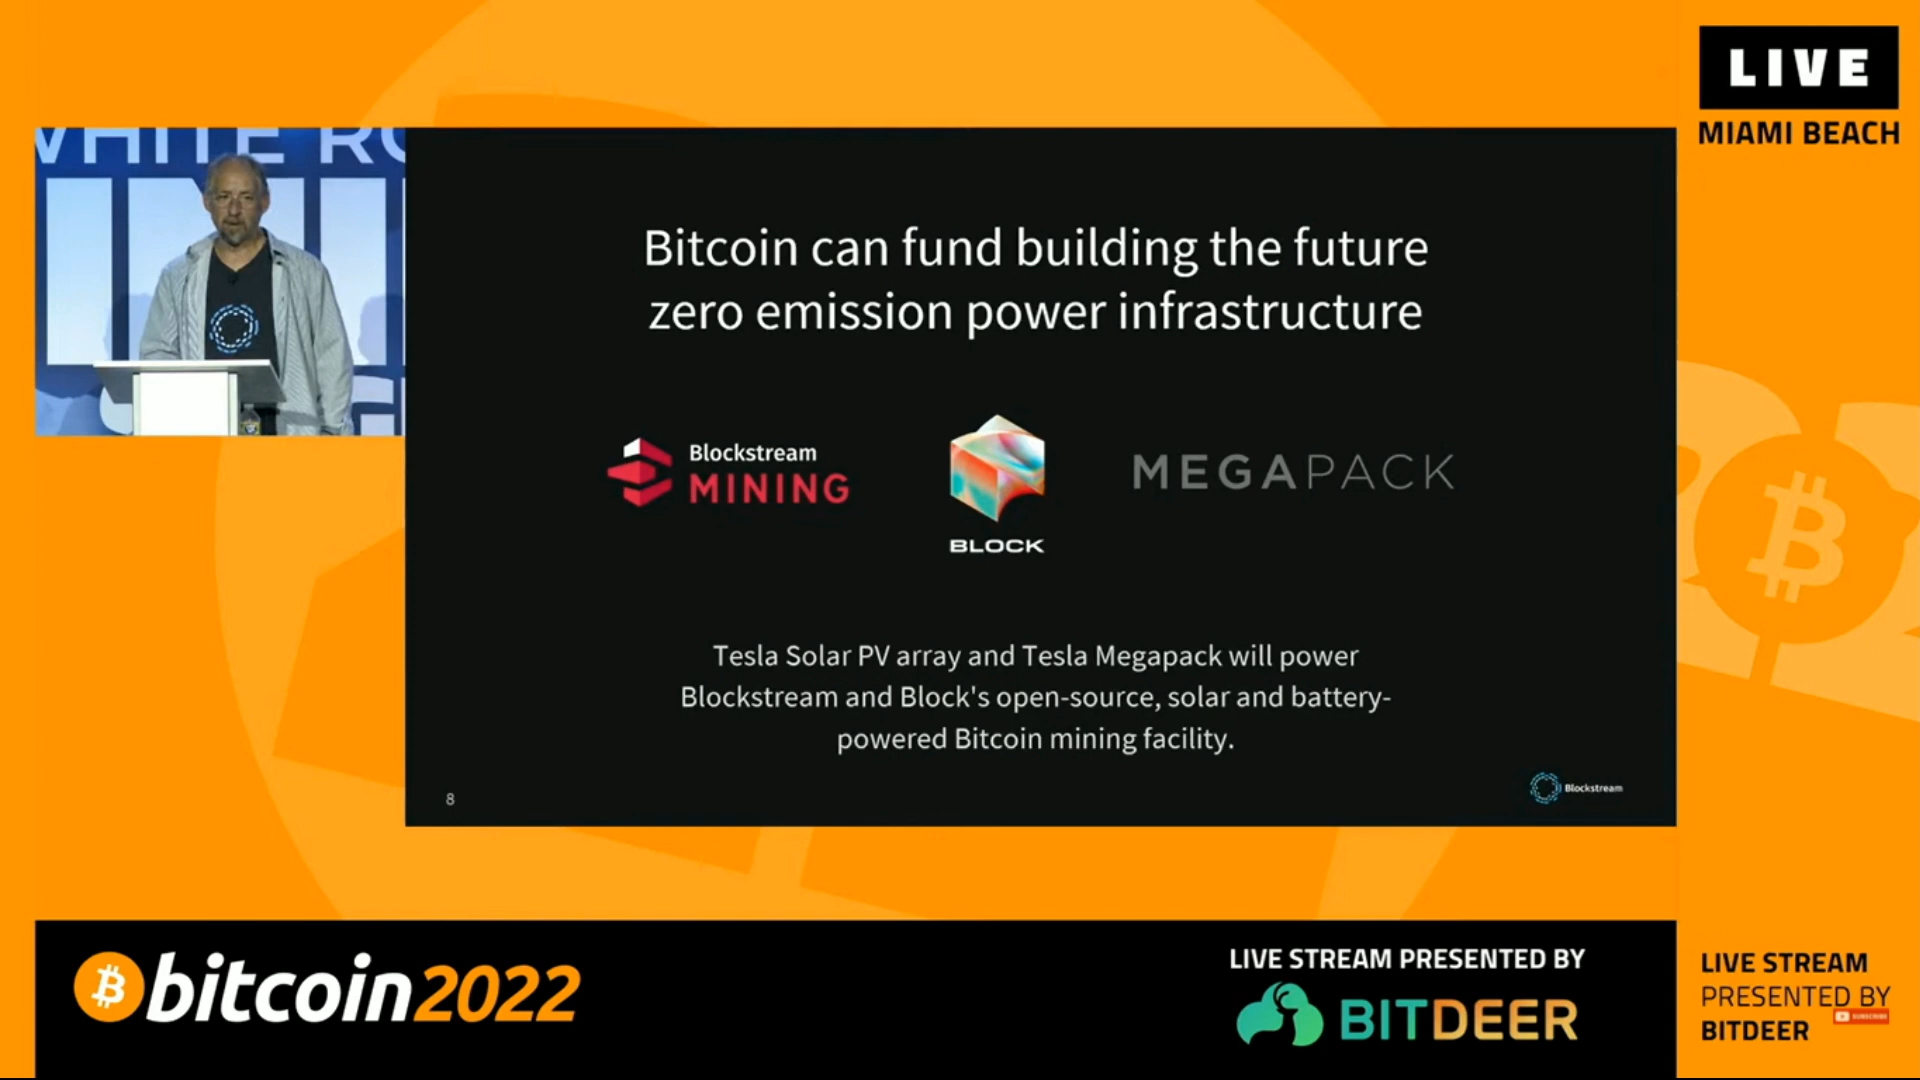 LIVE
MIAMI BEACH
Bitcoin can fund building the future
zero emission power infrastructure
Blockstream
MINING
BLOCK
MEGAPACK
Tesla Solar PV array and Tesla Megapack will power
Blockstream and Block's open-source, solar and battery-
powered Bitcoin mining facility.
8
Blockstream
bitcoin2022
LIVE STREAM PRESENTED BY
BITDEER
LIVE STREAM
PRESENTED BY
BITDEER
SUBSCRIBE